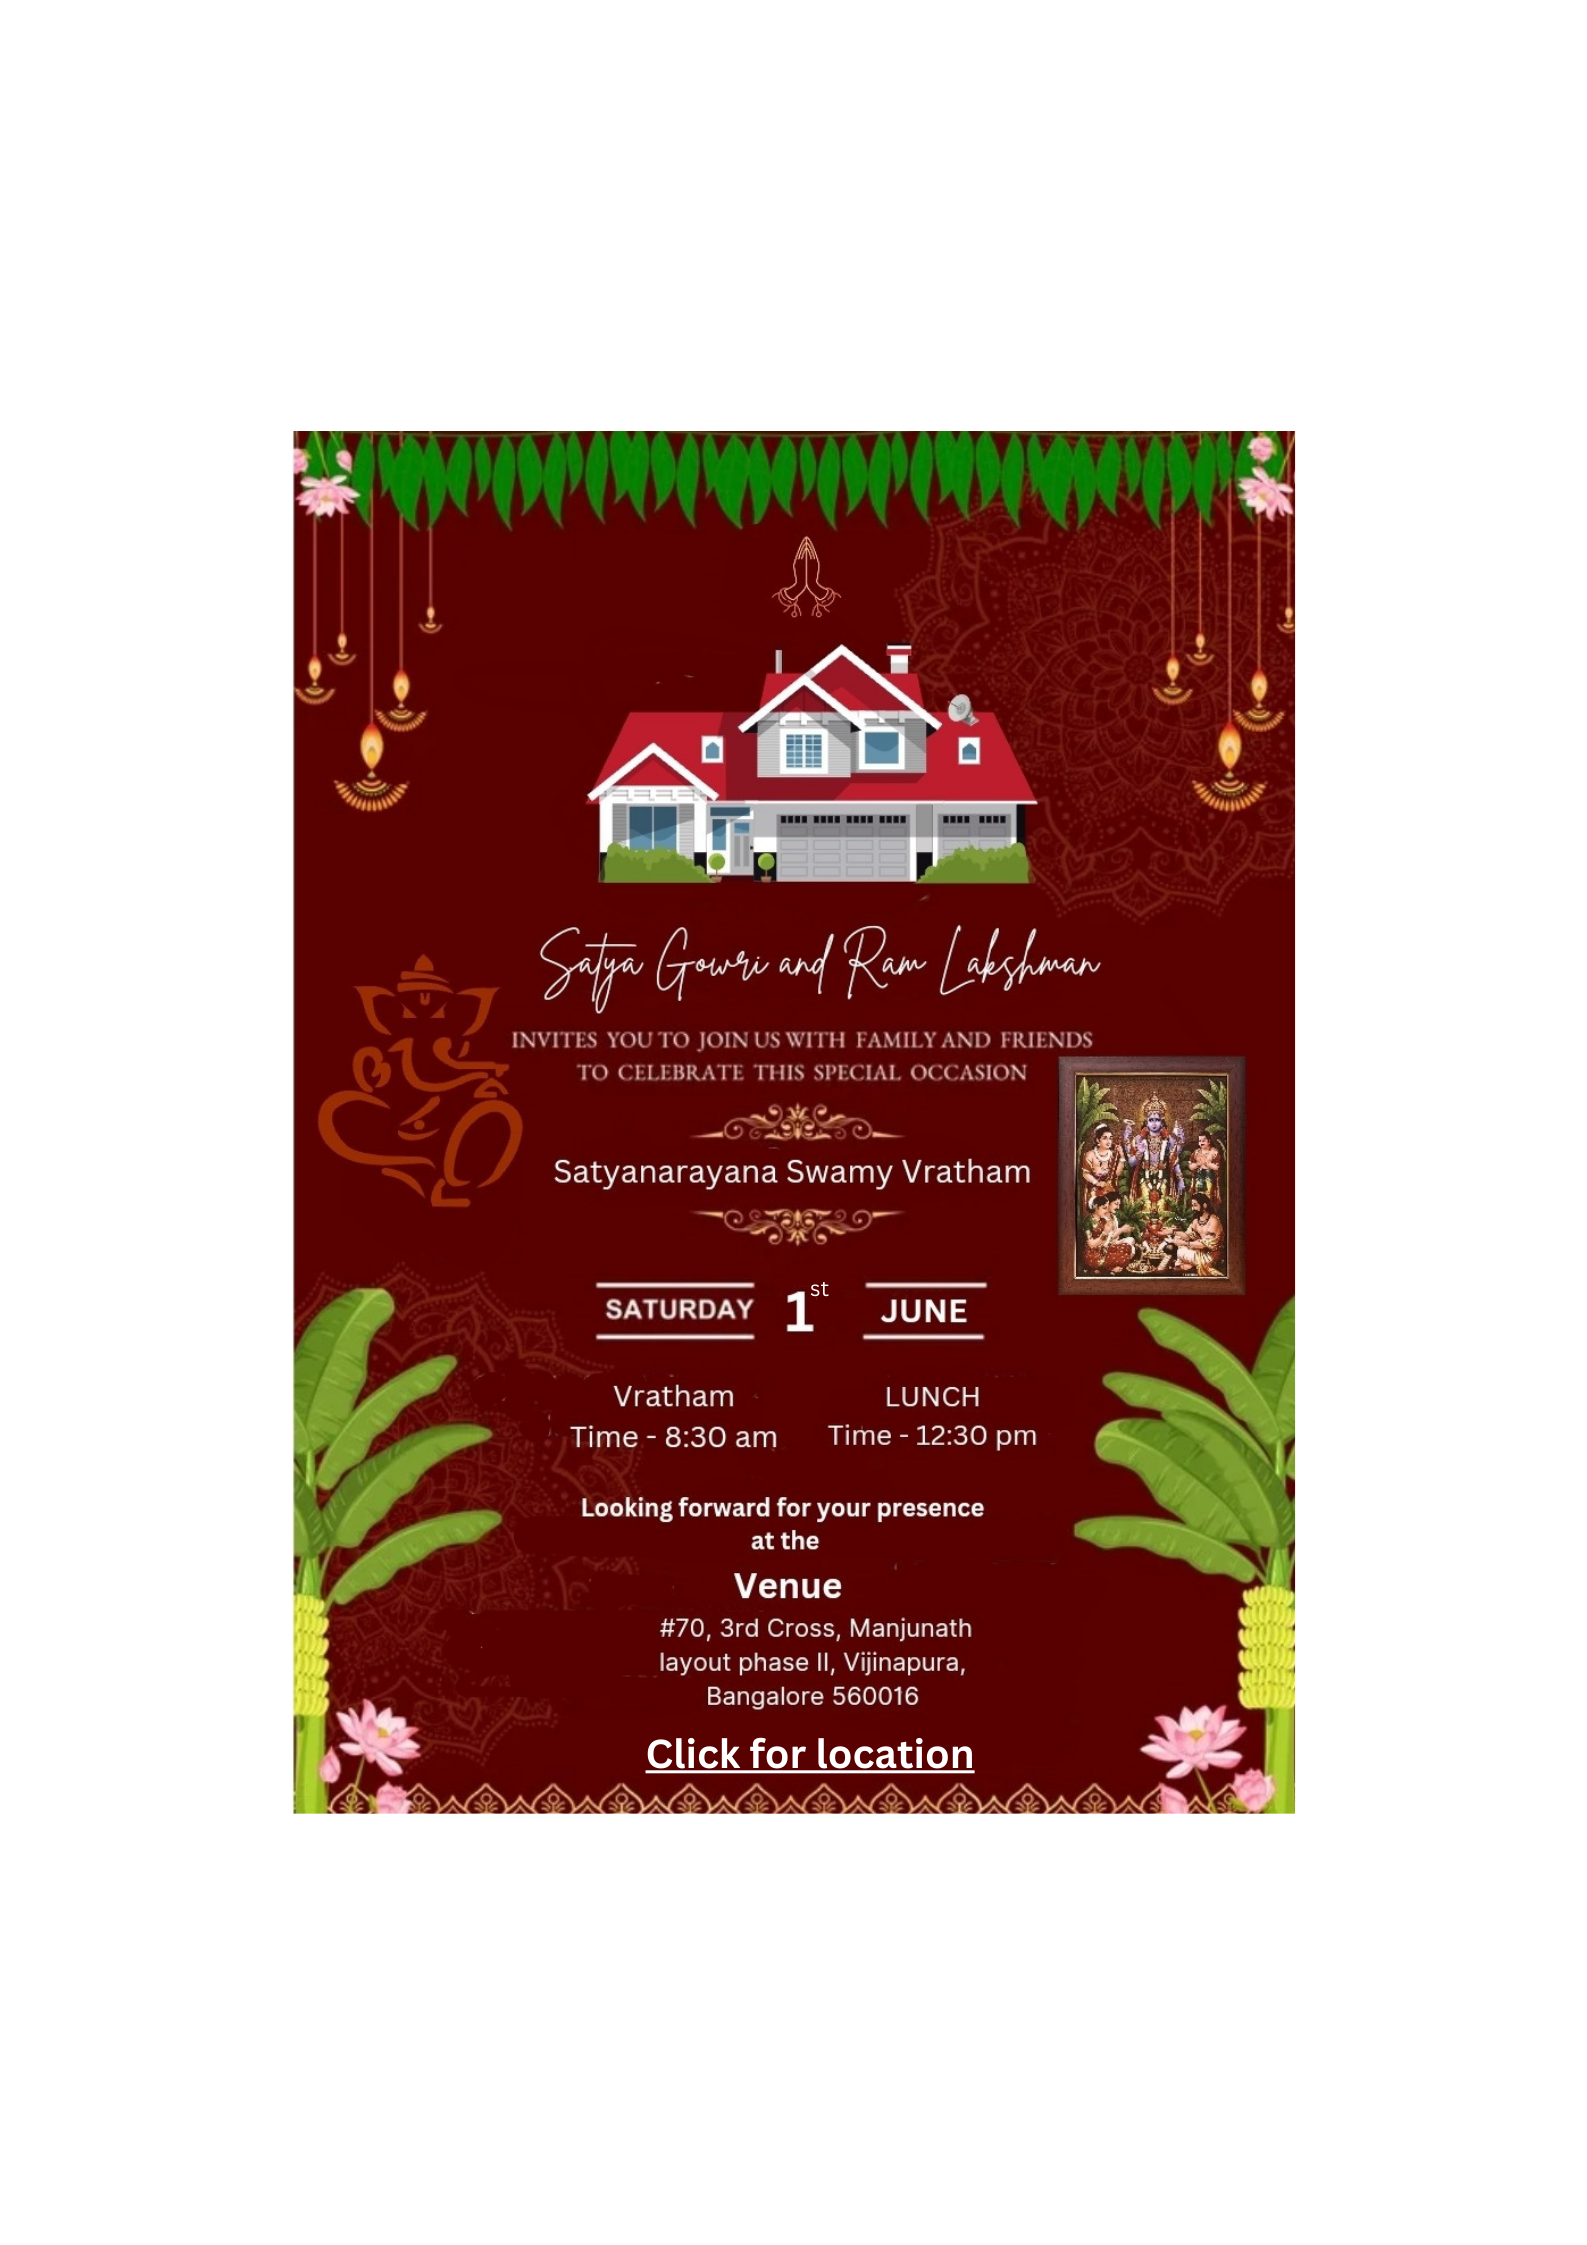 Satya Gowri and Ram Lakshman
INVITES YOU TO JOIN US WITH FAMILY AND FRIENDS
TO CELEBRATE THIS SPECIAL OCCASION
Satyanarayana Swamy Vratham
SATURDAY 1st JUNE
Vratham
Time - 8:30 am
LUNCH
Time - 12:30 pm
Looking forward for your presence
at the
Venue
#70, 3rd Cross, Manjunath
layout phase II, Vijinapura,
Bangalore 560016
Click for location